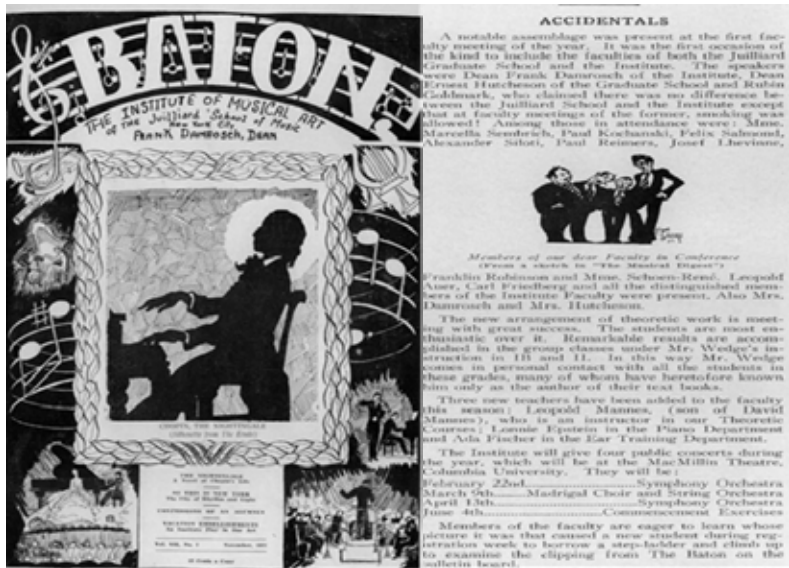 BATON
THE INSTITUTE OF MUSICAL ART
of the Juilliard School of Music
New York City
FRANK DAMROSCH, DEAN
CHOPIN, THE NIGHTINGALE
THE NIGHTINGALE
SO THIS IS NEW YORK
CONFESSIONS OF AN
VACATION EMBELLISHMENTS
ACCIDENTALS
A notable assemblage was present at the first fac-
ulty meeting of the year. It was the first occasion of
the kind to include the faculties of both the Juilliard
Graduate School and the Institute. The speakers
were Dean Frank Damrosch of the Institute, Dean
Ernest Hutcheson of the Graduate School and Rubin
Goldmark, who claimed there was no difference be-
tween the Juilliard School and the Institute except
that at faculty meetings of the former, smoking was
allowed! Among those in attendance were: Mme.
Marcella Sembrich, Paul Kochanski, Felix Salmond,
Alexander Siloti, Paul Reimers, Josef Lhevinne,
Members of our dear Faculty in Conference
(From a sketch in "The Musical Digest")
Franklin Robinson and Mme. Schoen-René. Leopold
Auer, Carl Friedberg and all the distinguished mem-
bers of the Institute Faculty were present. Also Mrs.
Damrosch and Mrs. Hutcheson.
The new arrangement of theoretic work is meet-
ing with great success. The students are most en-
thusiastic over it. Remarkable results are accom-
plished in the group classes under Mr. Wedge's in-
struction in IB and II. In this way Mr. Wedge
comes in personal contact with all the students in
these grades, many of whom have heretofore known
him only as the author of their text books.
Three new teachers have been added to the faculty
this season: Leopold Mannes, (son of David
Mannes), who is an instructor in our Theoretic
Courses; Lonnie Epstein in the Piano Department
and Ada Fischer in the Ear Training Department.
The Institute will give four public concerts during
the year, which will be at the MacMillin Theatre,
Columbia University. They will be:
February 22nd..................Symphony Orchestra
March 9th........Madrigal Choir and String Orchestra
April 13th..........................Symphony Orchestra
June 4th.......................Commencement Exercises
Members of the faculty are eager to learn whose
picture it was that caused a new student during reg-
istration week to borrow a step-ladder and climb up
to examine the clipping from The Baton on the
bulletin board.